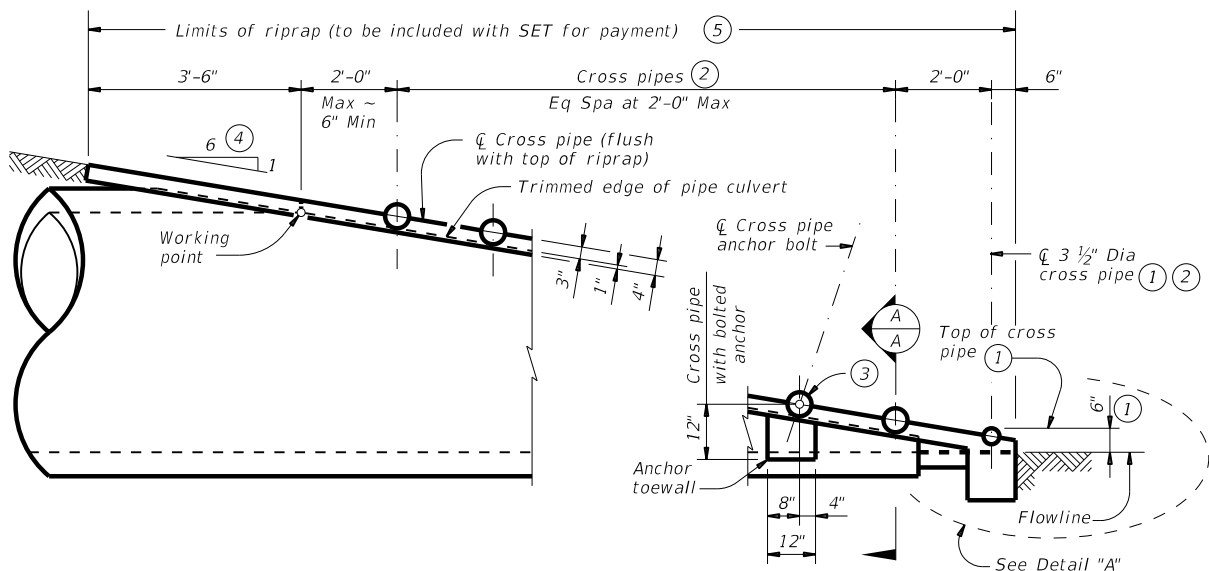 Limits of riprap (to be included with SET for payment) 5
3'-6"
2'-0"
Cross pipes 2
2'-0"
6"
Max ~
6" Min
Eq Spa at 2'-0" Max
6 4
1
℄ Cross pipe (flush
with top of riprap)
Trimmed edge of pipe culvert
Working
point
3"
1"
4"
℄ Cross pipe
anchor bolt
℄ 3 ½" Dia
cross pipe 1 2
Cross pipe
with bolted
anchor
A
A
Top of cross
pipe 1
3
6" 1
12"
Anchor
toewall
8"
4"
12"
Flowline
See Detail "A"